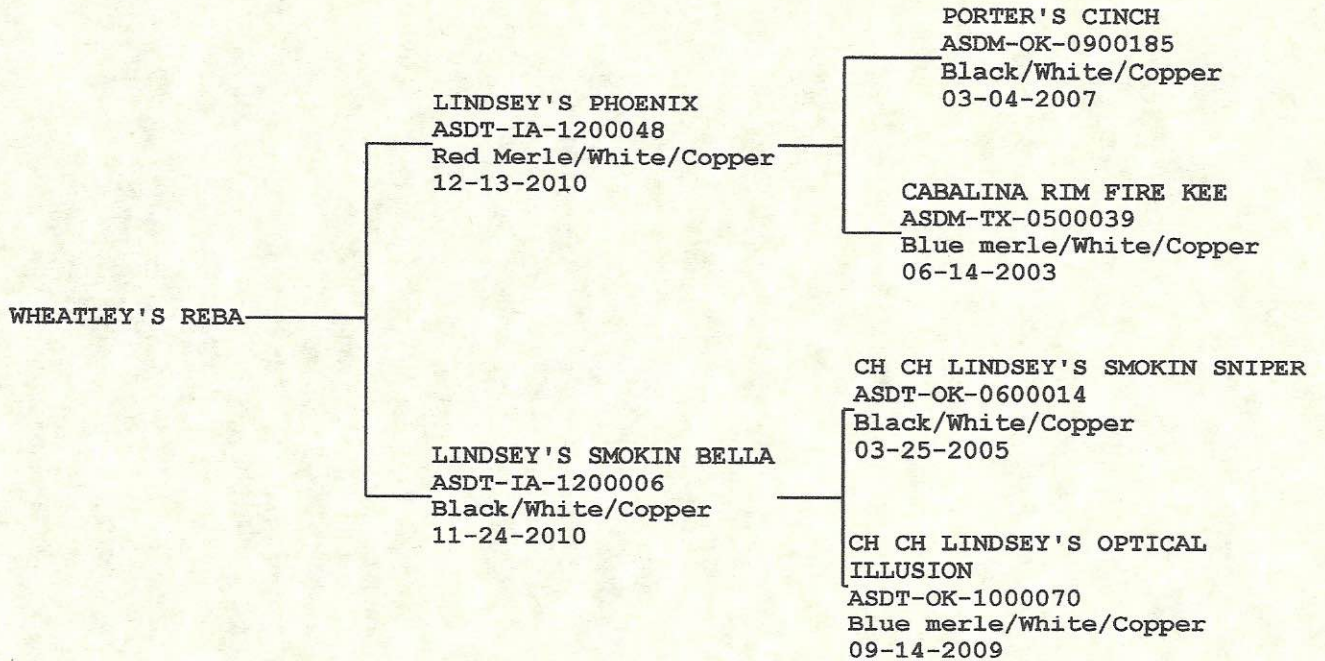 PORTER'S CINCH
ASDM-OK-0900185
Black/White/Copper
03-04-2007
LINDSEY'S PHOENIX
ASDT-IA-1200048
Red Merle/White/Copper
12-13-2010
CABALINA RIM FIRE KEE
ASDM-TX-0500039
Blue merle/White/Copper
06-14-2003
WHEATLEY'S REBA
CH CH LINDSEY'S SMOKIN SNIPER
ASDT-OK-0600014
Black/White/Copper
03-25-2005
LINDSEY'S SMOKIN BELLA
ASDT-IA-1200006
Black/White/Copper
11-24-2010
CH CH LINDSEY'S OPTICAL
ILLUSION
ASDT-OK-1000070
Blue merle/White/Copper
09-14-2009